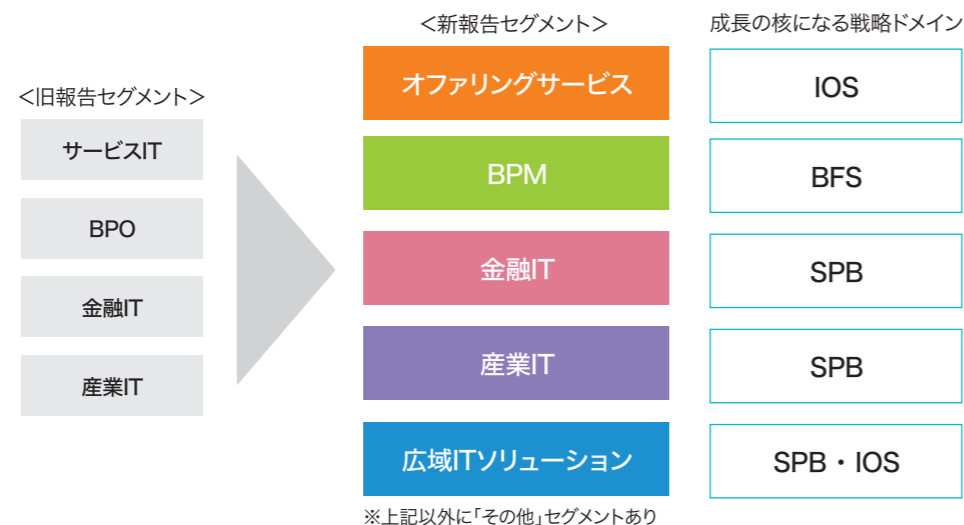 <旧報告セグメント>
サービスIT
BPO
金融IT
産業IT
<新報告セグメント>
成長の核になる戦略ドメイン
オファリングサービス
IOS
BPM
BFS
金融IT
SPB
産業IT
SPB
広域ITソリューション
SPB・IOS
※上記以外に「その他」セグメントあり